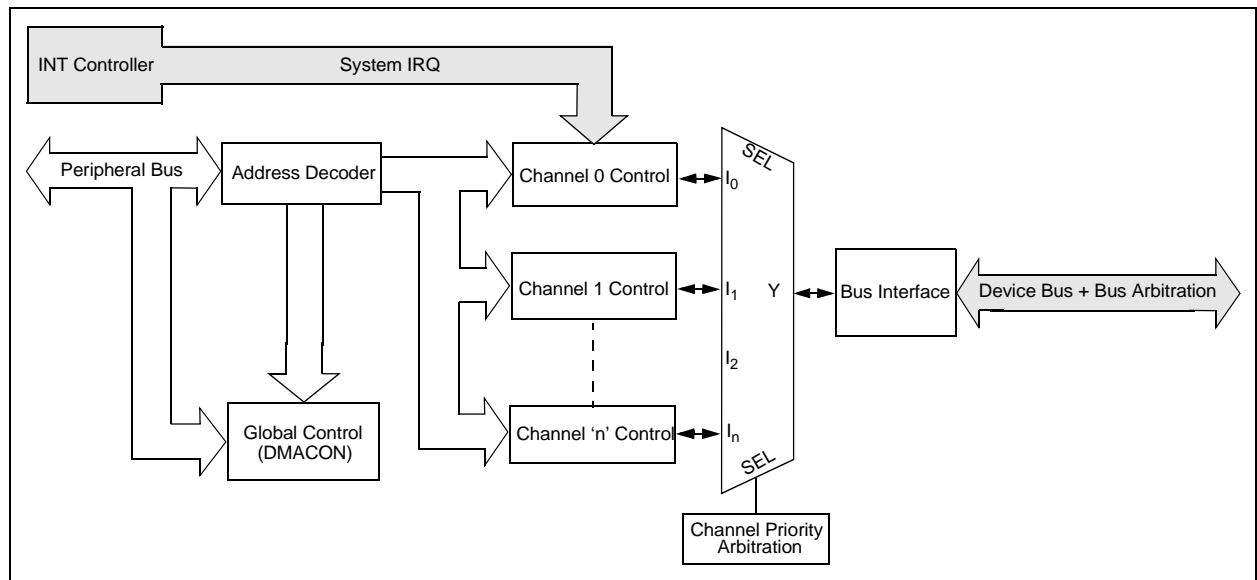 INT Controller
System IRQ
Peripheral Bus
Address Decoder
Channel 0 Control
I0
SEL
Channel 1 Control
I1
Y
Bus Interface
Device Bus + Bus Arbitration
I2
Global Control
(DMACON)
Channel ‘n’ Control
In
SEL
Channel Priority
Arbitration